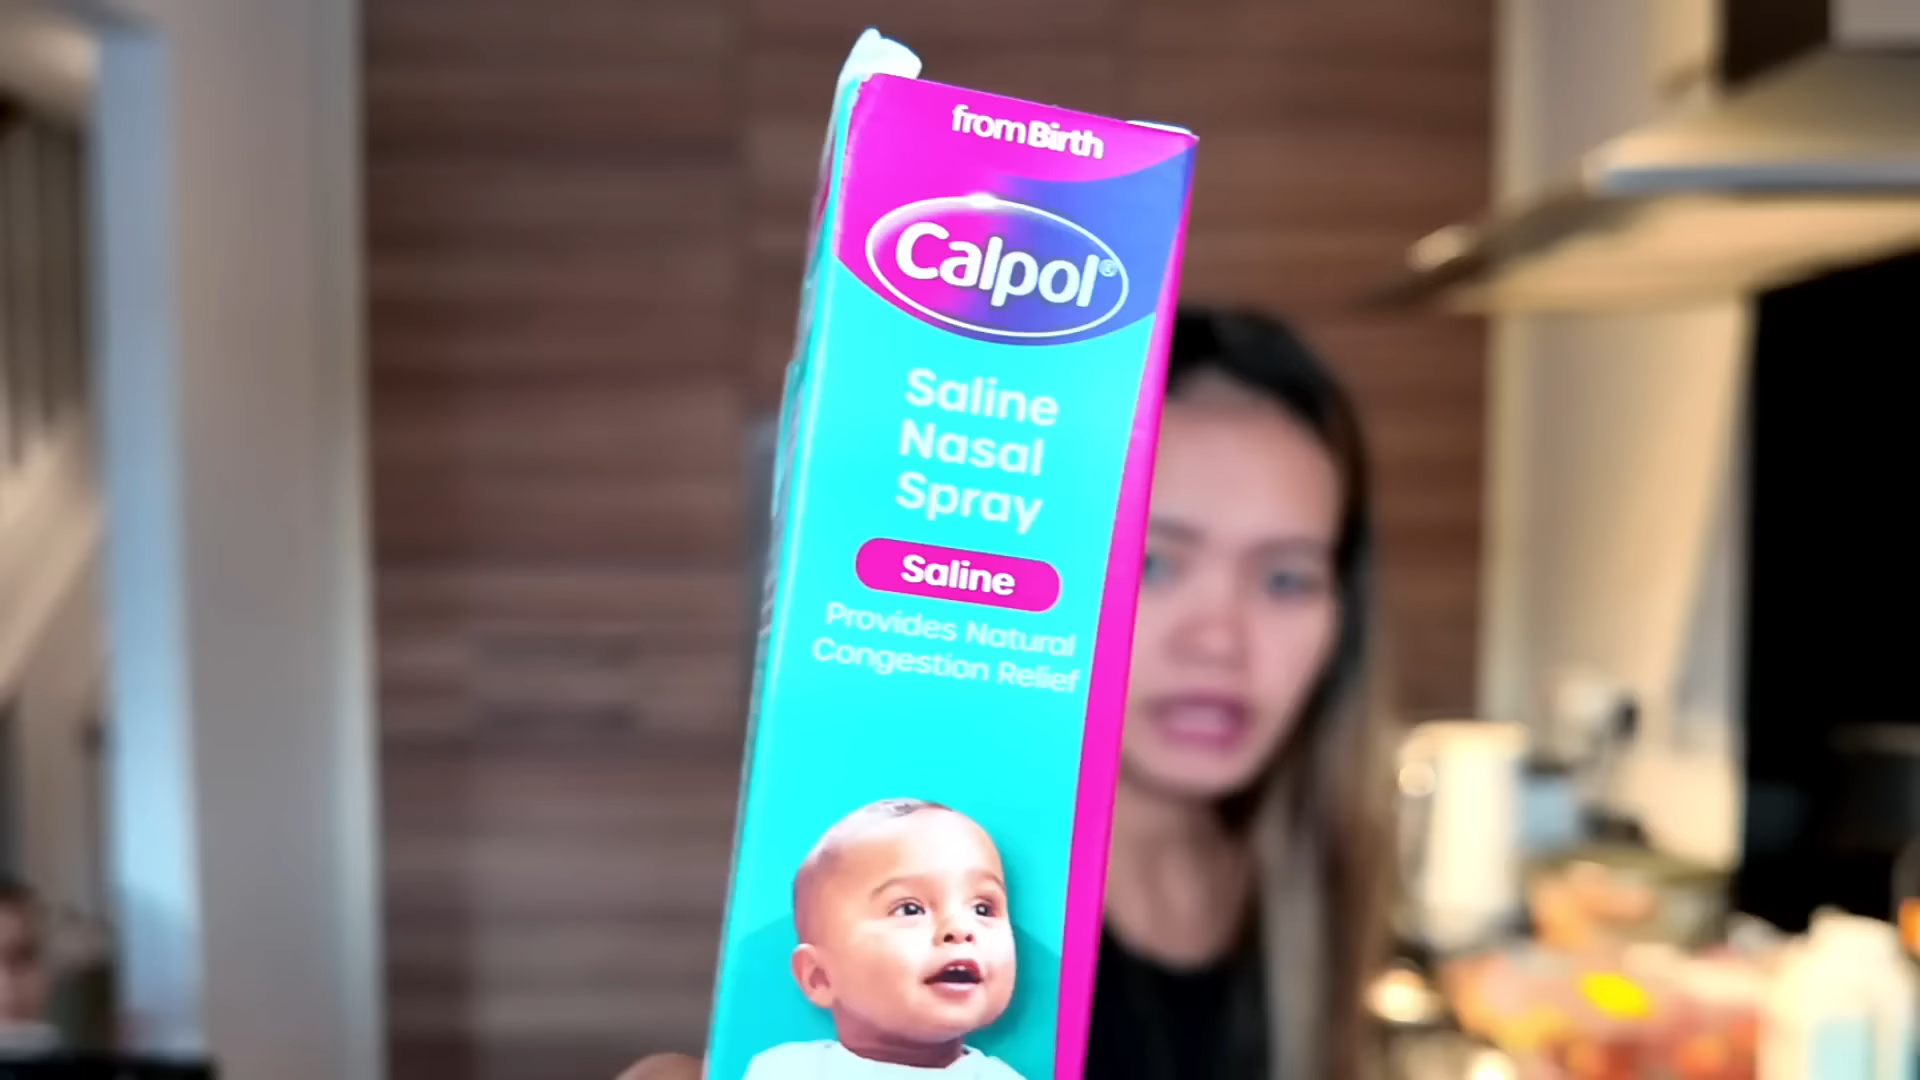 from Birth
Calpol®
Saline
Nasal
Spray
Saline
Provides Natural
Congestion Relief